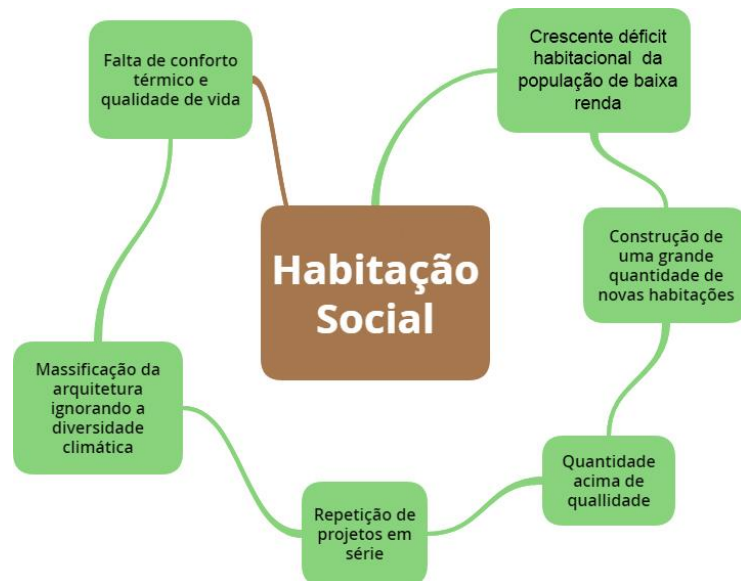 Habitação
Social
Crescente déficit
habitacional da
população de baixa
renda
Construção de
uma grande
quantidade de
novas habitações
Quantidade
acima de
quallidade
Repetição de
projetos em
série
Massificação da
arquitetura
ignorando a
diversidade
climática
Falta de conforto
térmico e
qualidade de vida